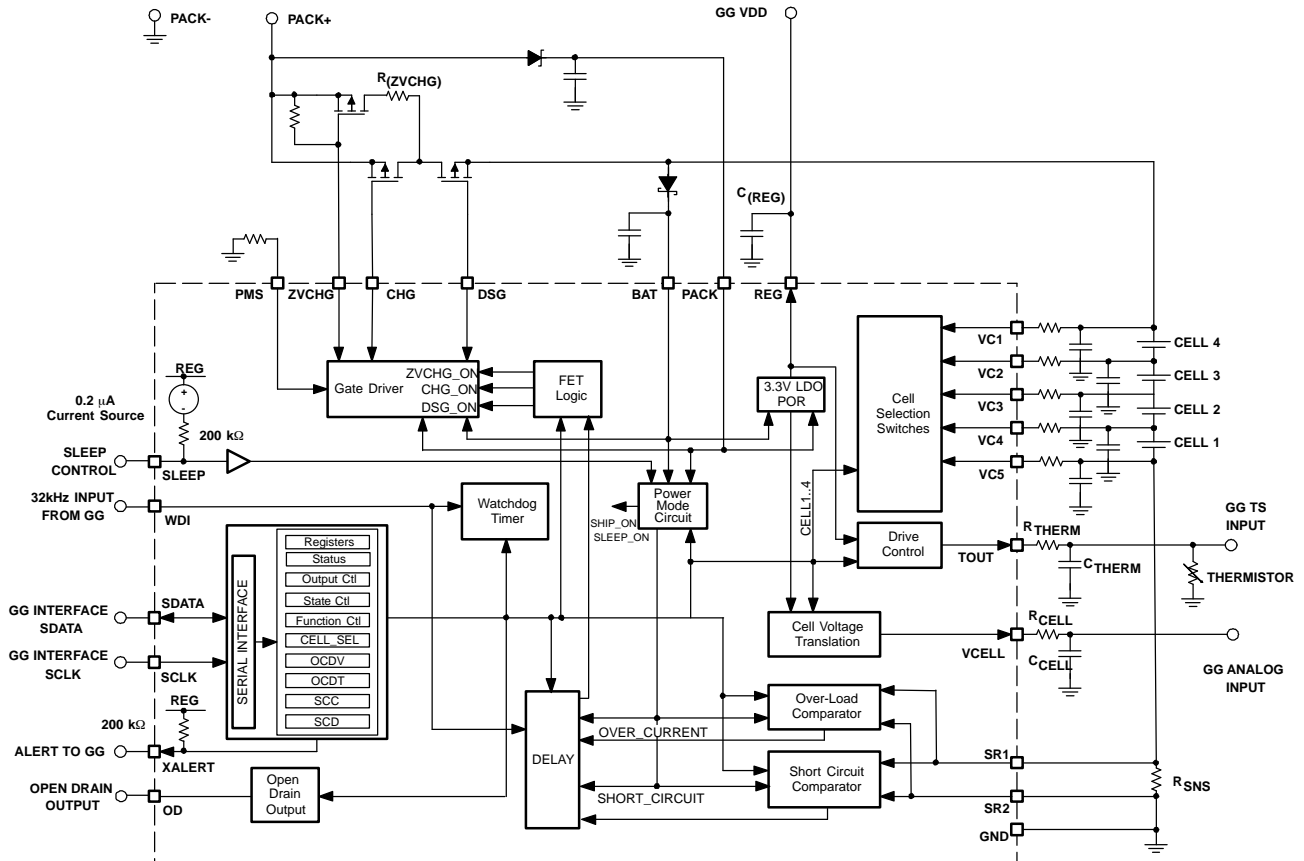 PACK-
PACK+
GG VDD
R(ZVCHG)
C(REG)
PMS
ZVCHG
CHG
DSG
BAT
PACK
REG
VC1
VC2
VC3
VC4
VC5
CELL 4
CELL 3
CELL 2
CELL 1
Gate Driver
ZVCHG_ON
CHG_ON
DSG_ON
FET
Logic
3.3V LDO
POR
Cell
Selection
Switches
REG
+
-
0.2 μA
Current Source
200 kΩ
SLEEP
CONTROL
SLEEP
32kHz INPUT
FROM GG
WDI
Watchdog
Timer
Power
Mode
Circuit
SHIP_ON
SLEEP_ON
CELL1..4
Drive
Control
TOUT
RTHERM
CTHERM
GG TS
INPUT
THERMISTOR
SERIAL INTERFACE
Registers
Status
Output Ctl
State Ctl
Function Ctl
CELL_SEL
OCDV
OCDT
SCC
SCD
GG INTERFACE
SDATA
SDATA
GG INTERFACE
SCLK
SCLK
Cell Voltage
Translation
VCELL
RCELL
CCELL
GG ANALOG
INPUT
REG
200 kΩ
ALERT TO GG
XALERT
OPEN DRAIN
OUTPUT
OD
Open
Drain
Output
DELAY
OVER_CURRENT
SHORT_CIRCUIT
Over-Load
Comparator
Short Circuit
Comparator
SR1
SR2
GND
RSNS